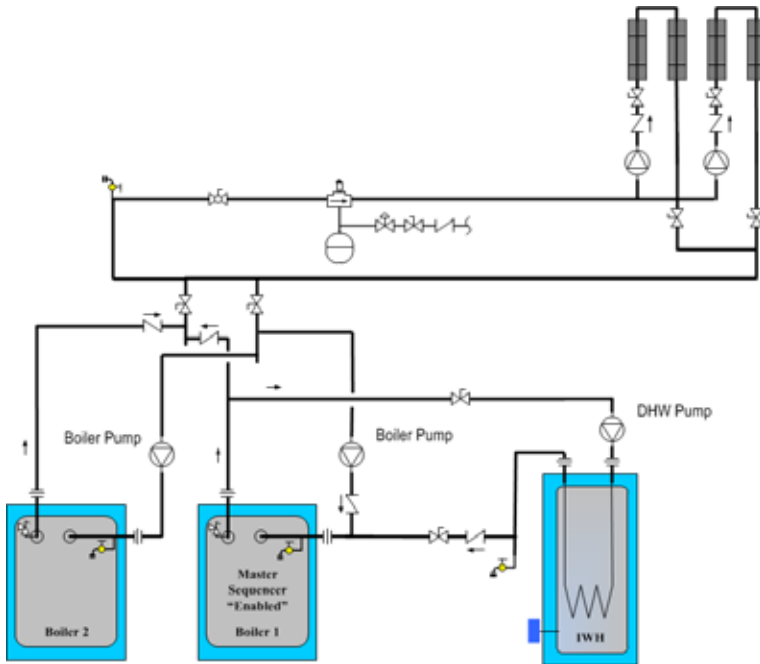 DHW Pump
Boiler Pump
Boiler Pump
Master
Sequencer
"Enabled"
Boiler 2
Boiler 1
IWH